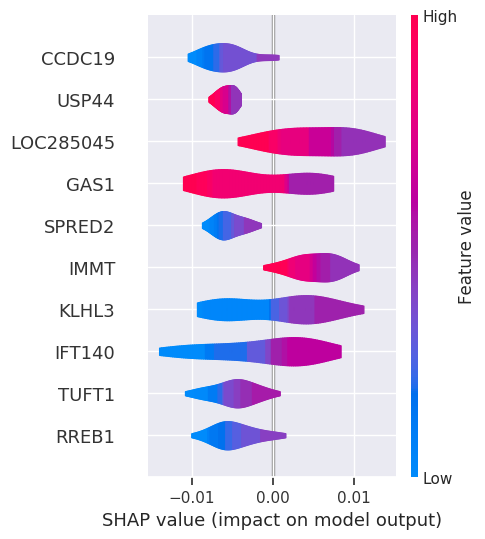 High
CCDC19
USP44
LOC285045
GAS1
SPRED2
IMMT
KLHL3
IFT140
TUFT1
RREB1
Feature value
Low
−0.01 0.00 0.01
SHAP value (impact on model output)